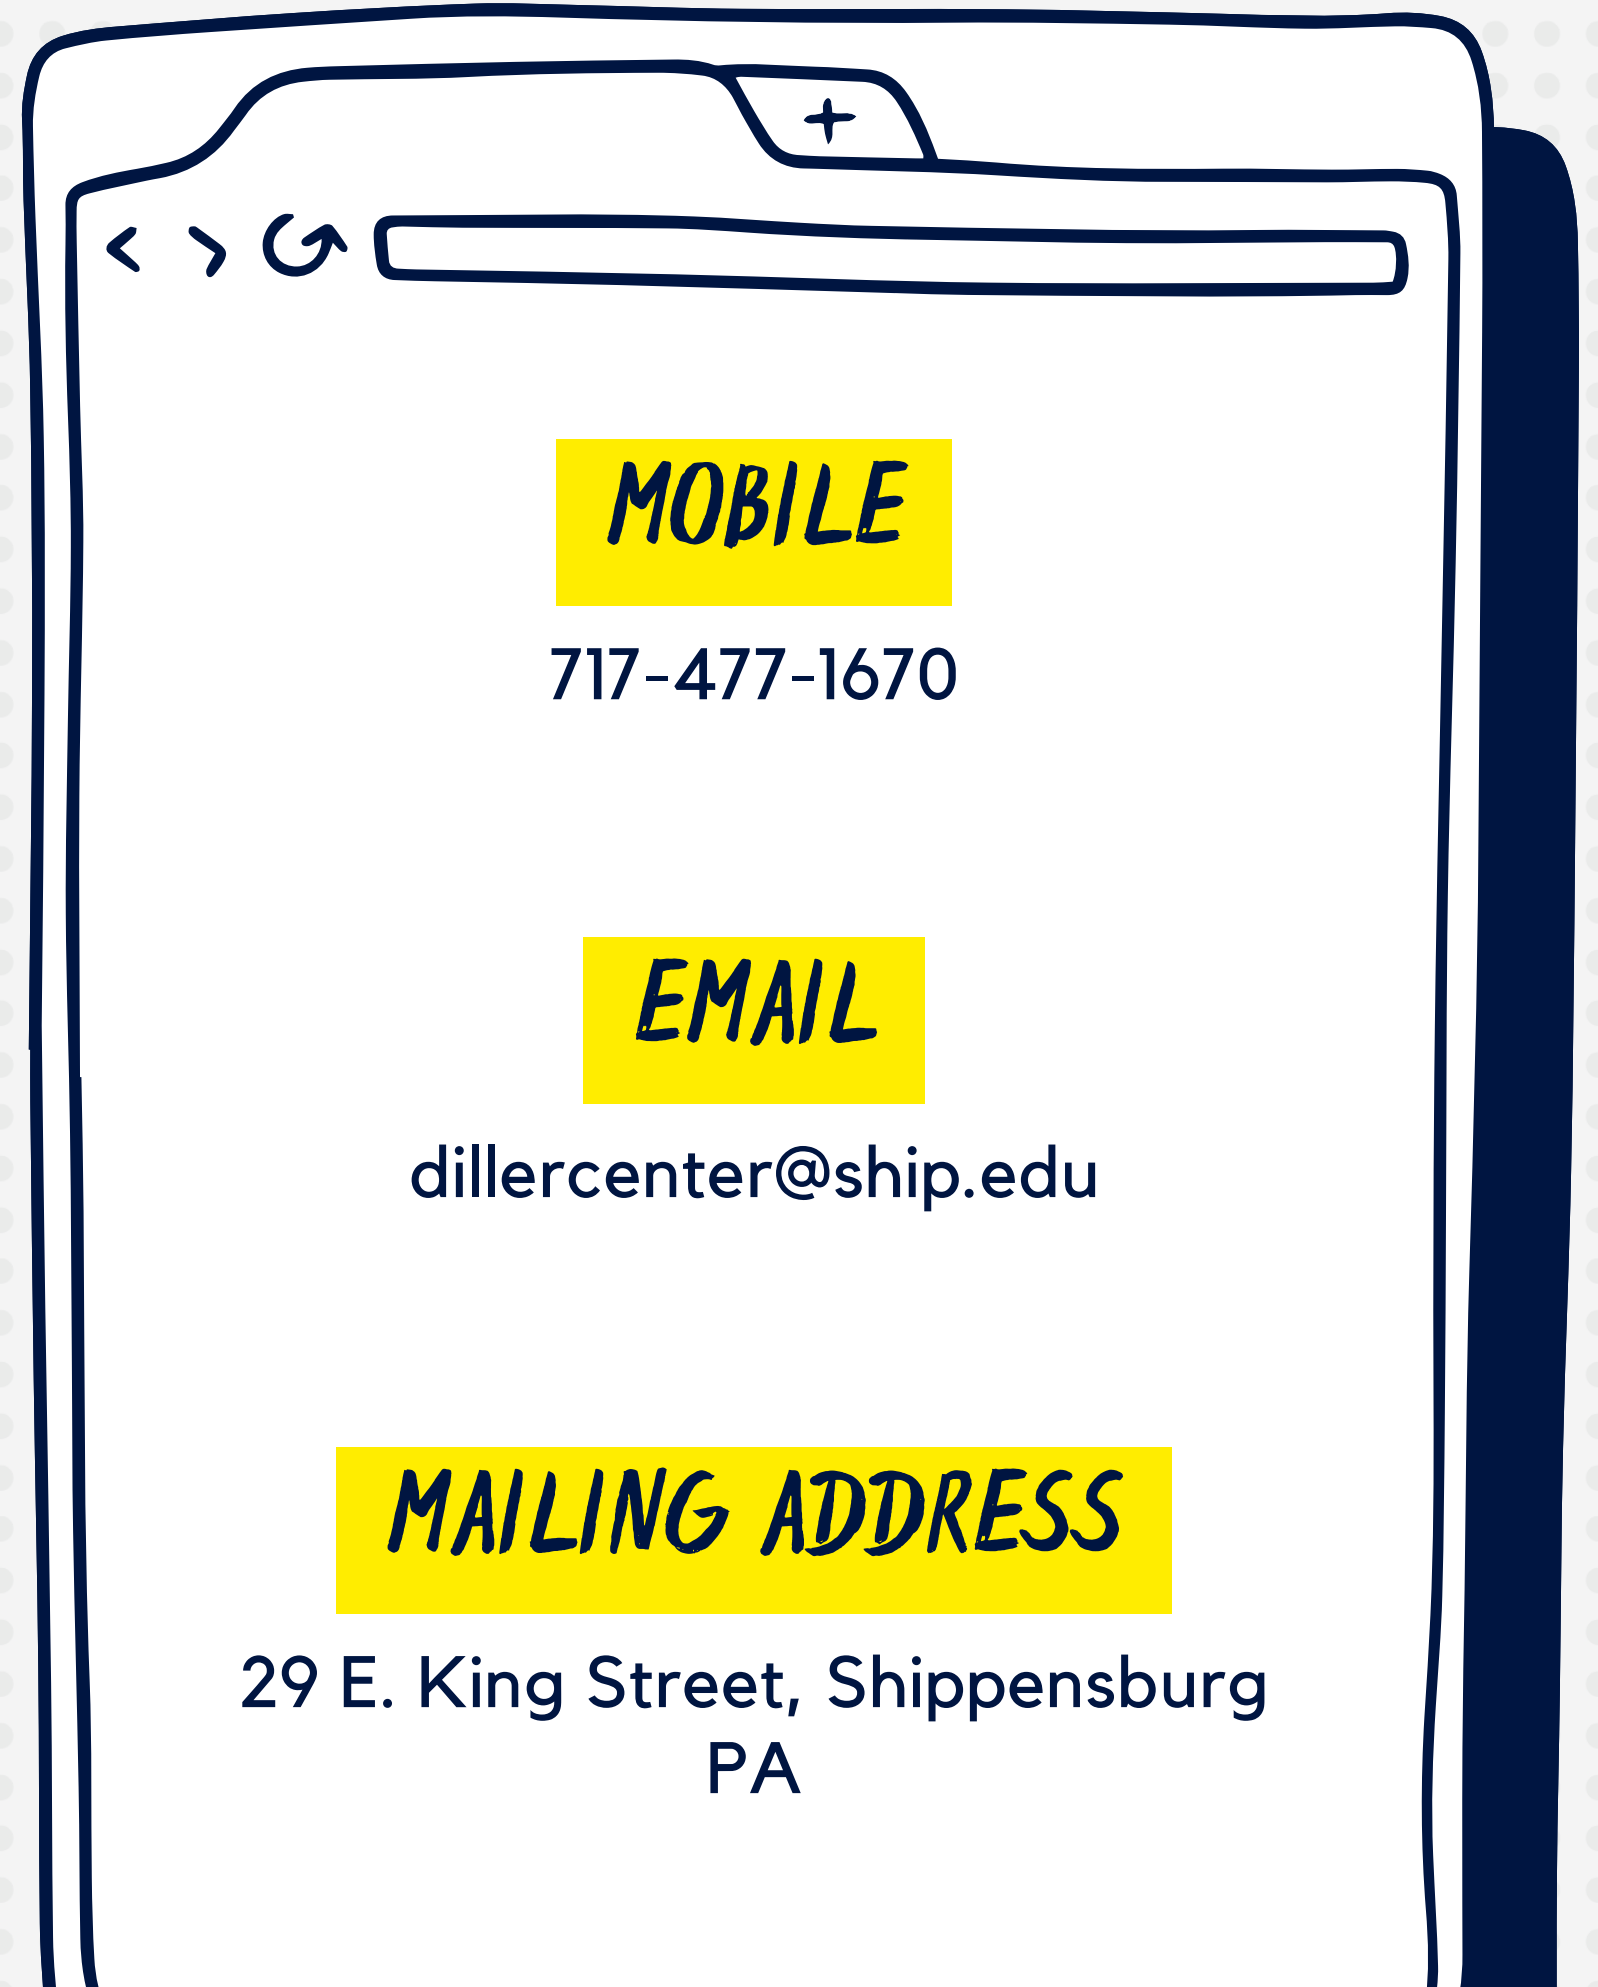 MOBILE
717-477-1670
EMAIL
dillercenter@ship.edu
MAILING ADDRESS
29 E. King Street, Shippensburg
PA